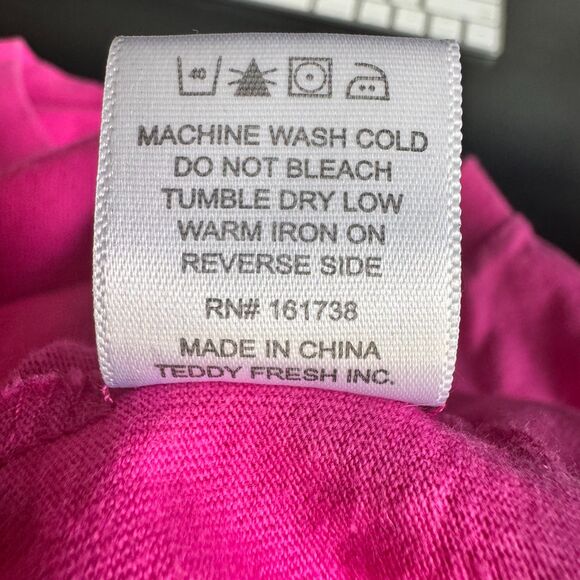 40
MACHINE WASH COLD
DO NOT BLEACH
TUMBLE DRY LOW
WARM IRON ON
REVERSE SIDE
RN# 161738
MADE IN CHINA
TEDDY FRESH INC.